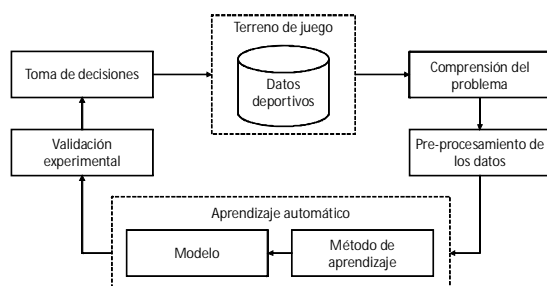 Terreno de juego
Toma de decisiones
Datos
deportivos
Comprensión del
problema
Validación
experimental
Pre-procesamiento de
los datos
Aprendizaje automático
Modelo
Método de
aprendizaje